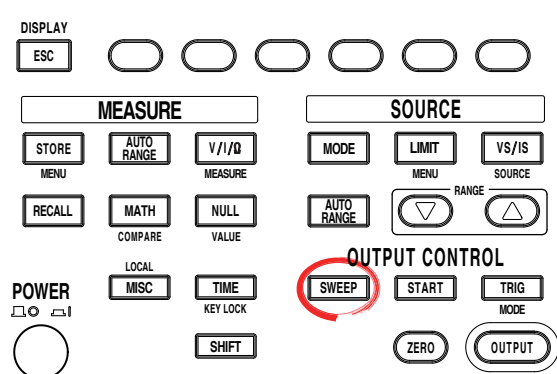 DISPLAY
ESC
MEASURE
STORE
AUTO
RANGE
V/I/Ω
MENU
MEASURE
RECALL
MATH
NULL
COMPARE
VALUE
LOCAL
MISC
TIME
KEY LOCK
POWER
SHIFT
SOURCE
MODE
LIMIT
VS/IS
MENU
SOURCE
RANGE
AUTO
RANGE
OUTPUT CONTROL
SWEEP
START
TRIG
MODE
ZERO
OUTPUT